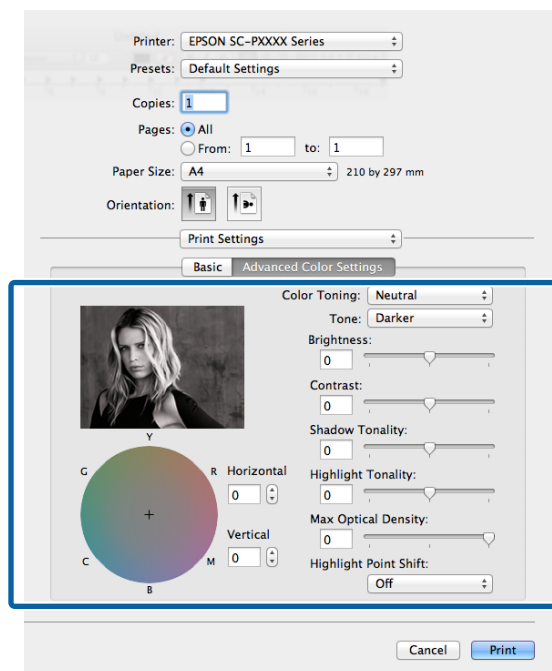 Printer: EPSON SC-PXXXX Series
Presets: Default Settings
Copies: 1
Pages: All
From: 1 to: 1
Paper Size: A4 210 by 297 mm
Orientation:
Print Settings
Basic Advanced Color Settings
Color Toning: Neutral
Tone: Darker
Brightness:
0
Contrast:
0
Shadow Tonality:
0
Highlight Tonality:
0
Max Optical Density:
0
Highlight Point Shift:
Off
Y
G R
C M
B
Horizontal
0
Vertical
0
Cancel Print